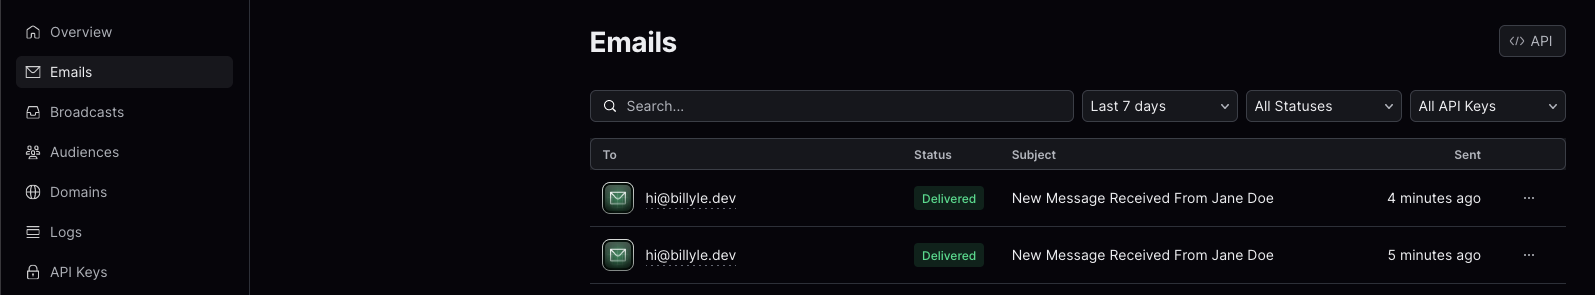 Overview
Emails
Broadcasts
Audiences
Domains
Logs
API Keys
Emails
API
Search...
Last 7 days
All Statuses
All API Keys
To Status Subject Sent
hi@billyle.dev Delivered New Message Received From Jane Doe 4 minutes ago
hi@billyle.dev Delivered New Message Received From Jane Doe 5 minutes ago